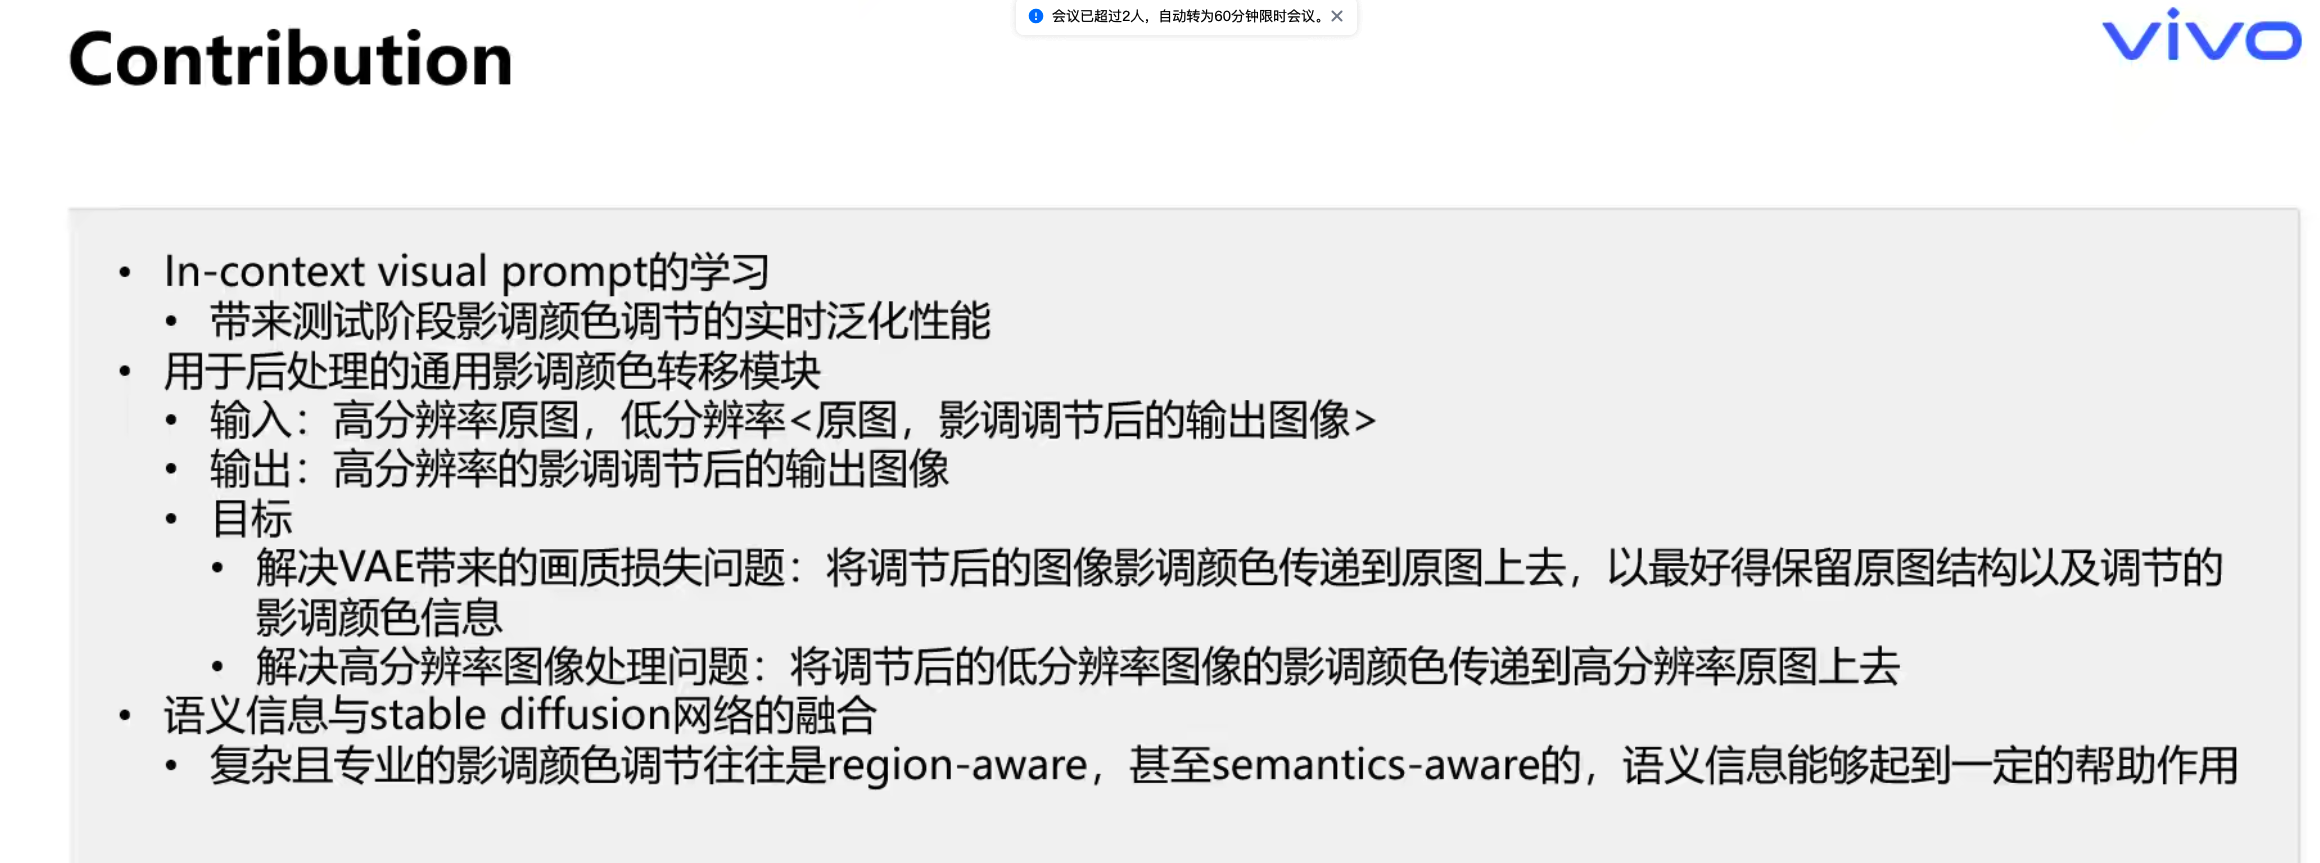 会议已超过2人，自动转为60分钟限时会议。
Contribution
vivo
• In-context visual prompt的学习
• 带来测试阶段影调颜色调节的实时泛化性能
• 用于后处理的通用影调颜色转移模块
• 输入：高分辨率原图，低分辨率<原图，影调调节后的输出图像>
• 输出：高分辨率的影调调节后的输出图像
• 目标
• 解决VAE带来的画质损失问题：将调节后的图像影调颜色传递到原图上去，以最好得保留原图结构以及调节的
影调颜色信息
• 解决高分辨率图像处理问题：将调节后的低分辨率图像的影调颜色传递到高分辨率原图上去
• 语义信息与stable diffusion网络的融合
• 复杂且专业的影调颜色调节往往是region-aware，甚至semantics-aware的，语义信息能够起到一定的帮助作用